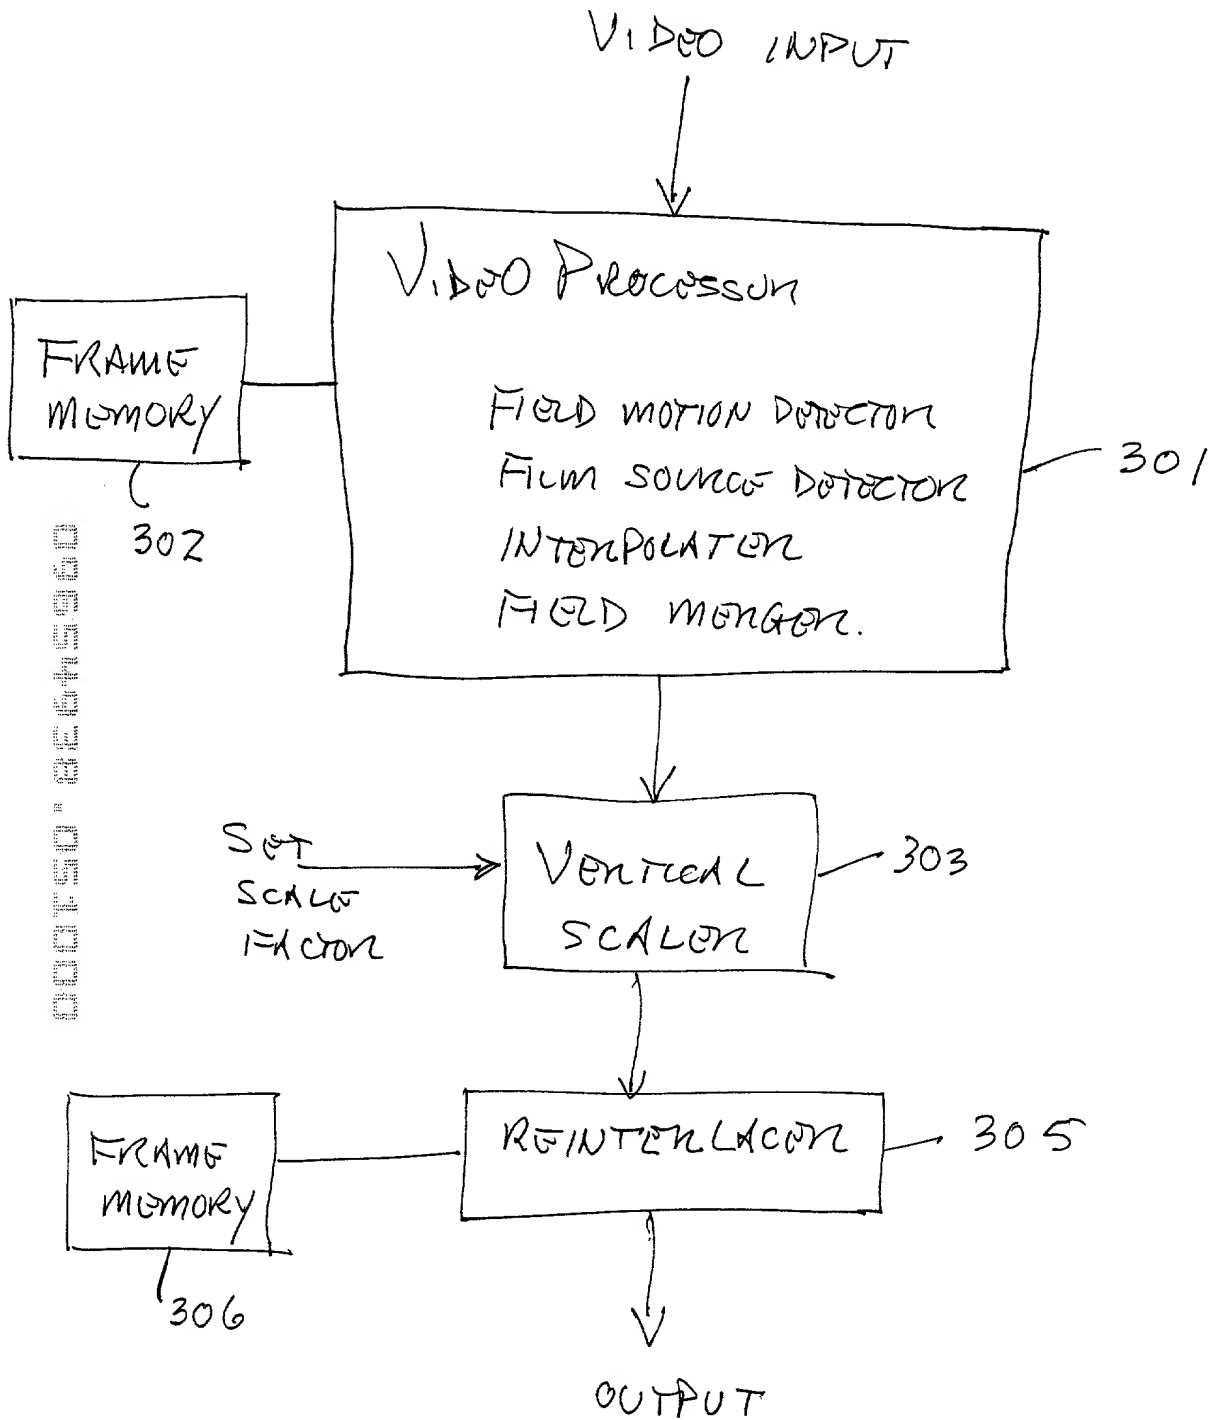 VIDEO INPUT
VIDEO PROCESSOR
FIELD MOTION DETECTOR
FILM SOURCE DETECTOR
INTERPOLATER
FIELD MERGER.
301
FRAME
MEMORY
302
SET
SCALE
FACTOR
VERTICAL
SCALER
303
REINTERLACER
305
FRAME
MEMORY
306
OUTPUT